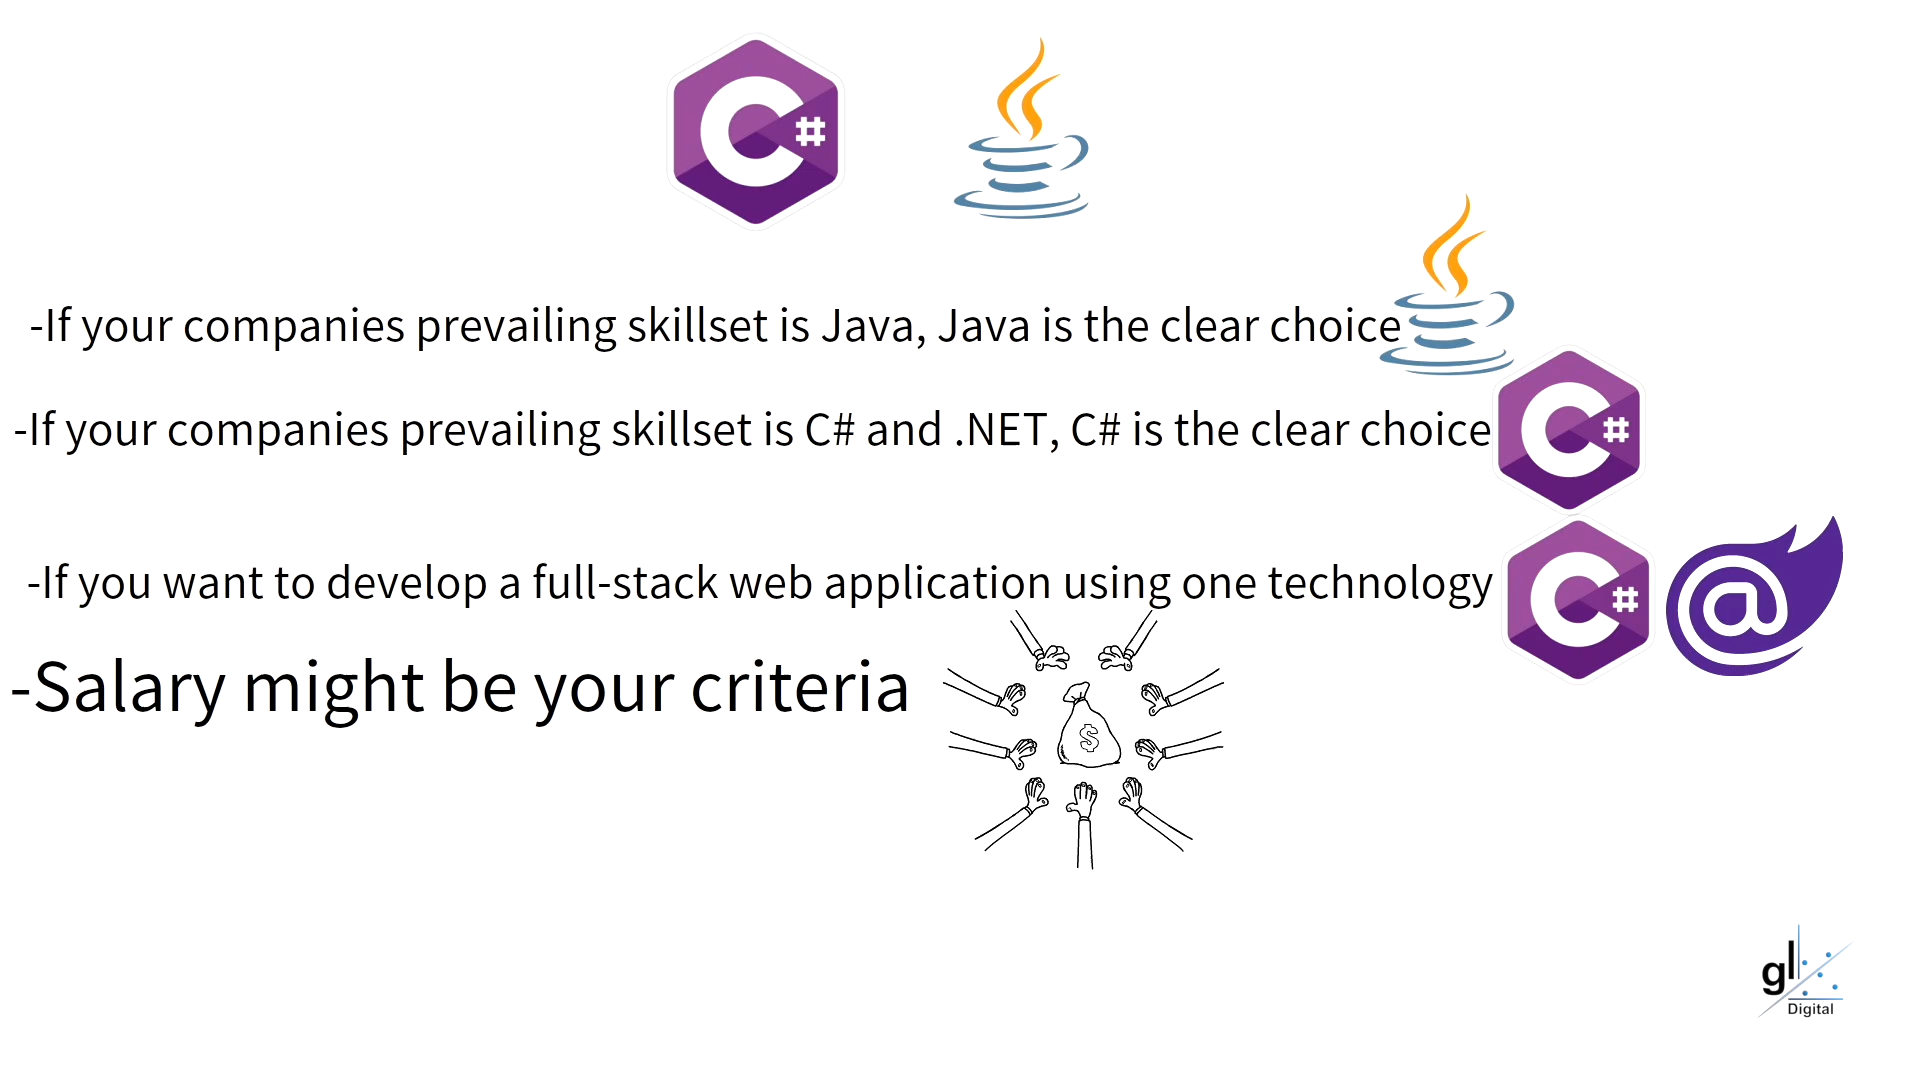 C#
-If your companies prevailing skillset is Java, Java is the clear choice
-If your companies prevailing skillset is C# and .NET, C# is the clear choice
C#
-If you want to develop a full-stack web application using one technology
C# @
-Salary might be your criteria
$
gl
Digital